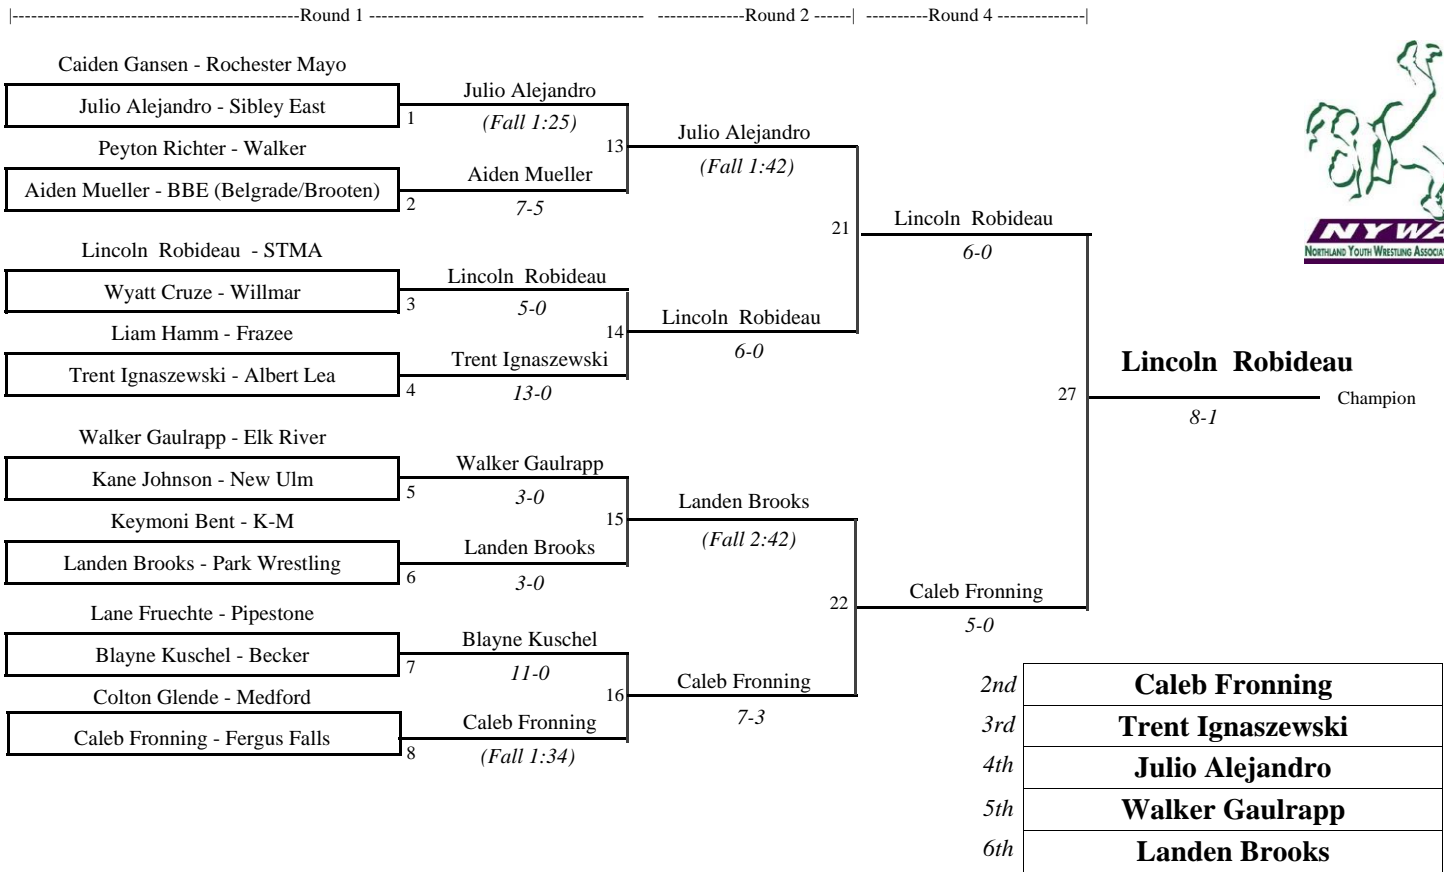 |----------------------------------------------Round 1 -------------------------------------------- --------------Round 2 ------| ----------Round 4 --------------|
Caiden Gansen - Rochester Mayo
Julio Alejandro - Sibley East
1
Peyton Richter - Walker
Aiden Mueller - BBE (Belgrade/Brooten)
2
Lincoln Robideau - STMA
Wyatt Cruze - Willmar
3
Liam Hamm - Frazee
Trent Ignaszewski - Albert Lea
4
Walker Gaulrapp - Elk River
Kane Johnson - New Ulm
5
Keymoni Bent - K-M
Landen Brooks - Park Wrestling
6
Lane Fruechte - Pipestone
Blayne Kuschel - Becker
7
Colton Glende - Medford
Caleb Fronning - Fergus Falls
8
Julio Alejandro
(Fall 1:25)
13
Aiden Mueller
7-5
Lincoln Robideau
5-0
14
Trent Ignaszewski
13-0
Walker Gaulrapp
3-0
15
Landen Brooks
3-0
Blayne Kuschel
11-0
16
Caleb Fronning
(Fall 1:34)
Julio Alejandro
(Fall 1:42)
21
Lincoln Robideau
6-0
Landen Brooks
(Fall 2:42)
22
Caleb Fronning
7-3
Lincoln Robideau
6-0
27
Caleb Fronning
5-0
Lincoln Robideau
8-1
Champion
NYWA
NORTHLAND YOUTH WRESTLING
2nd Caleb Fronning
3rd Trent Ignaszewski
4th Julio Alejandro
5th Walker Gaulrapp
6th Landen Brooks